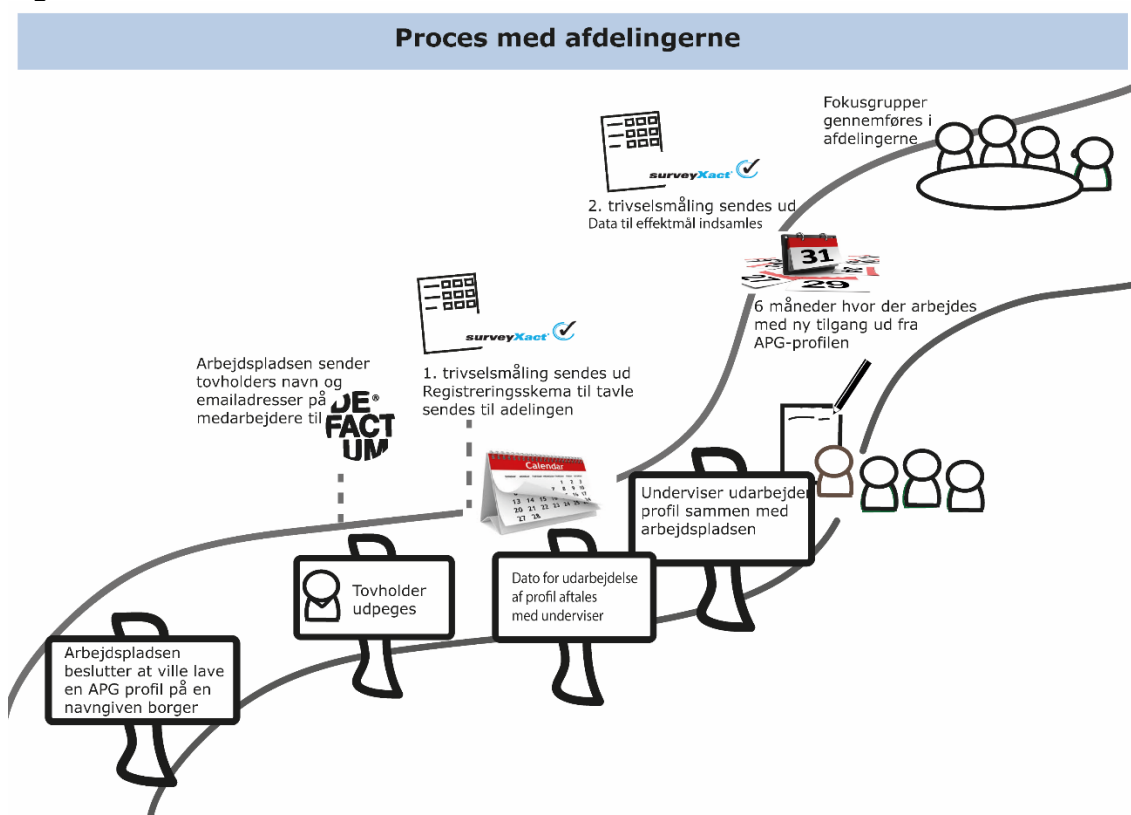 Proces med afdelingerne
Fokusgrupper
gennemføres i
afdelingerne
surveyXact
2. trivselsmåling sendes ud
Data til effektmål indsamles
31
29
6 måneder hvor der arbejdes
med ny tilgang ud fra
APG-profilen
surveyXact
1. trivselsmåling sendes ud
Registreringsskema til tavle
sendes til adelingen
Arbejdspladsen sender
tovholders navn og
emailadresser på
medarbejdere til
DE®
FACT
UM
Calendar
Underviser udarbejder
profil sammen med
arbejdspladsen
Dato for udarbejdelse
af profil aftales
med underviser
Tovholder
udpeges
Arbejdspladsen
beslutter at ville lave
en APG profil på en
navngiven borger